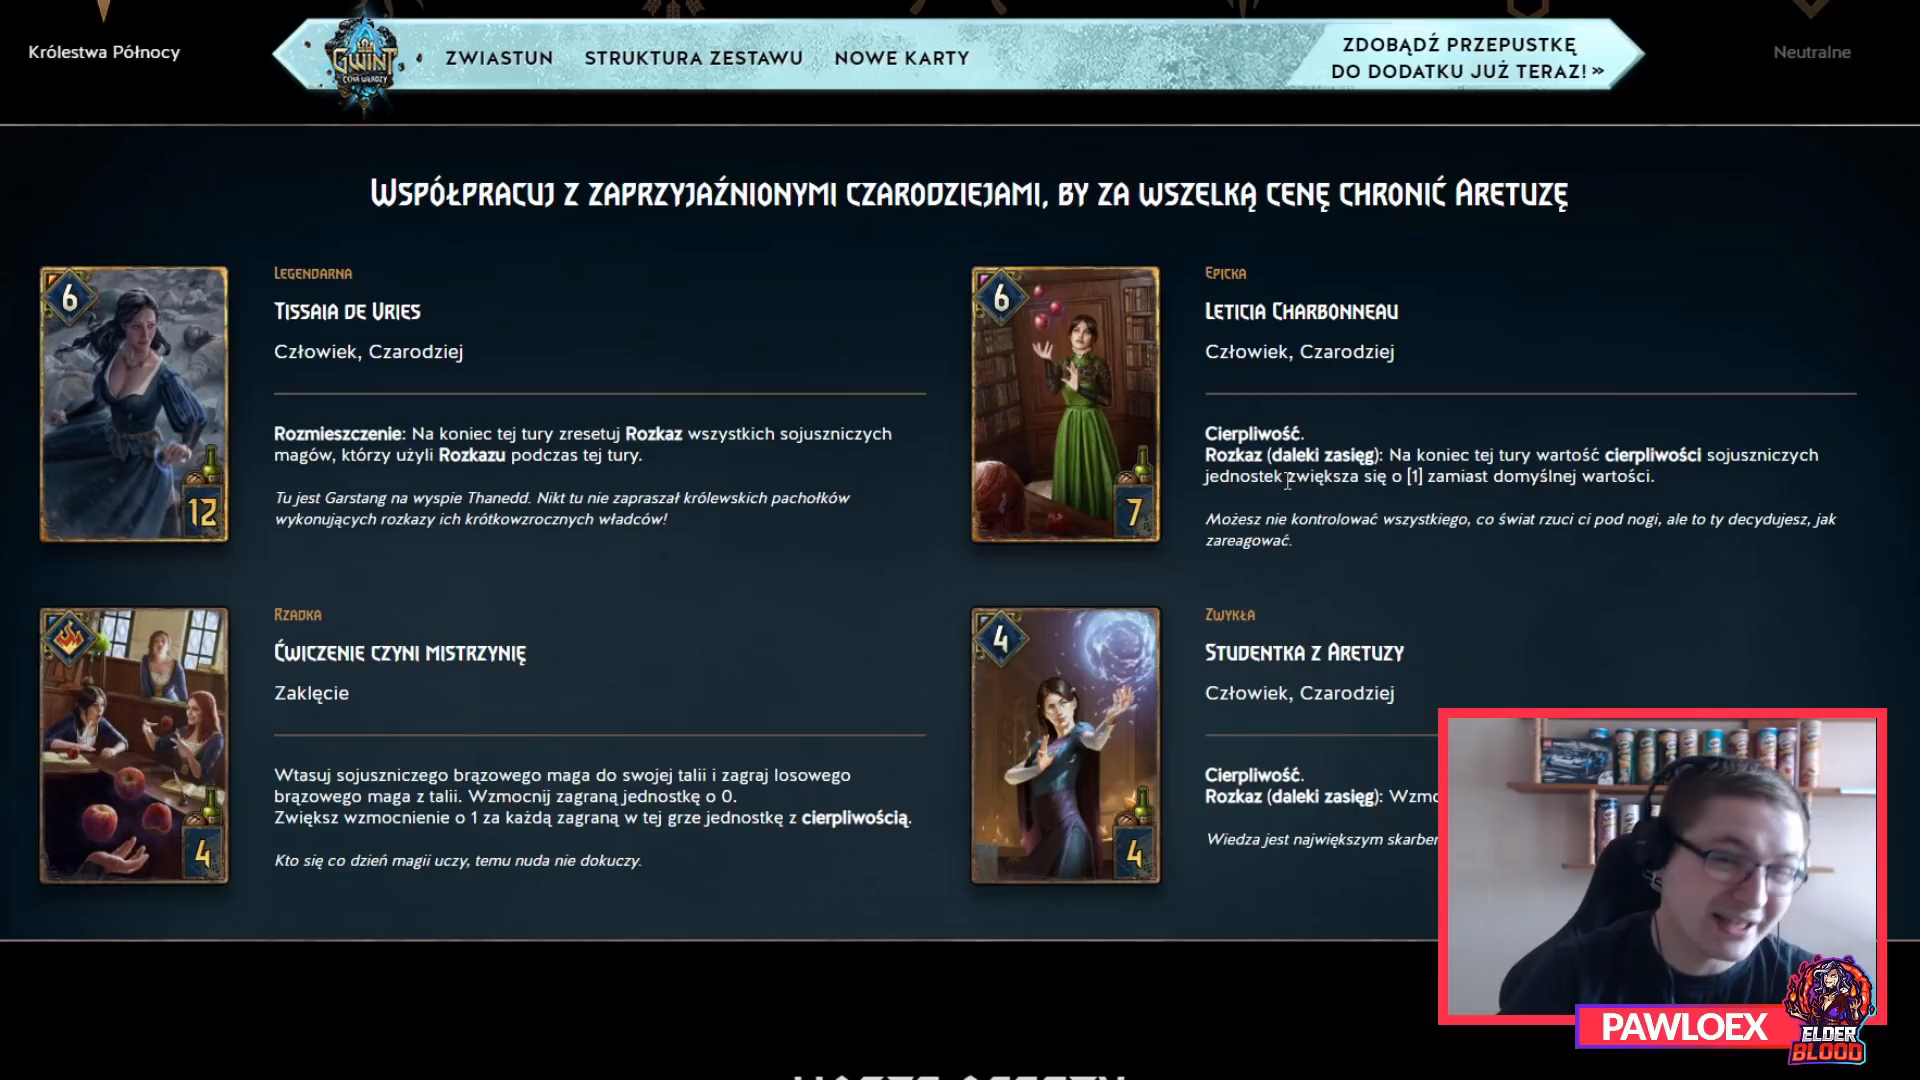 Królestwa Północy
GWINT
CENA WŁADZY
ZWIASTUN
STRUKTURA ZESTAWU
NOWE KARTY
ZDOBĄDŹ PRZEPUSTKĘ
DO DODATKU JUŻ TERAZ! »
Neutralne
Współpracuj z zaprzyjaźnionymi czarodziejami, by za wszelką cenę chronić Aretuzę
6
12
Legendarna
Tissaia de Vries
Człowiek, Czarodziej
Rozmieszczenie: Na koniec tej tury zresetuj Rozkaz wszystkich sojuszniczych
magów, którzy użyli Rozkazu podczas tej tury.
Tu jest Garstang na wyspie Thanedd. Nikt tu nie zapraszał królewskich pachołków
wykonujących rozkazy ich krótkowzrocznych władców!
6
7
Epicka
Leticia Charbonneau
Człowiek, Czarodziej
Cierpliwość.
Rozkaz (daleki zasięg): Na koniec tej tury wartość cierpliwości sojuszniczych
jednostek zwiększa się o [1] zamiast domyślnej wartości.
Możesz nie kontrolować wszystkiego, co świat rzuci ci pod nogi, ale to ty decydujesz, jak
zareagować.
4
Rzadka
Ćwiczenie czyni mistrzynię
Zaklęcie
Wtasuj sojuszniczego brązowego maga do swojej talii i zagraj losowego
brązowego maga z talii. Wzmocnij zagraną jednostkę o 0.
Zwiększ wzmocnienie o 1 za każdą zagraną w tej grze jednostkę z cierpliwością.
Kto się co dzień magii uczy, temu nuda nie dokuczy.
4
4
Zwykła
Studentka z Aretuzy
Człowiek, Czarodziej
Cierpliwość.
Rozkaz (daleki zasięg): Wzmo
Wiedza jest największym skarbem
PAWLOEX
ELDER
BLOOD